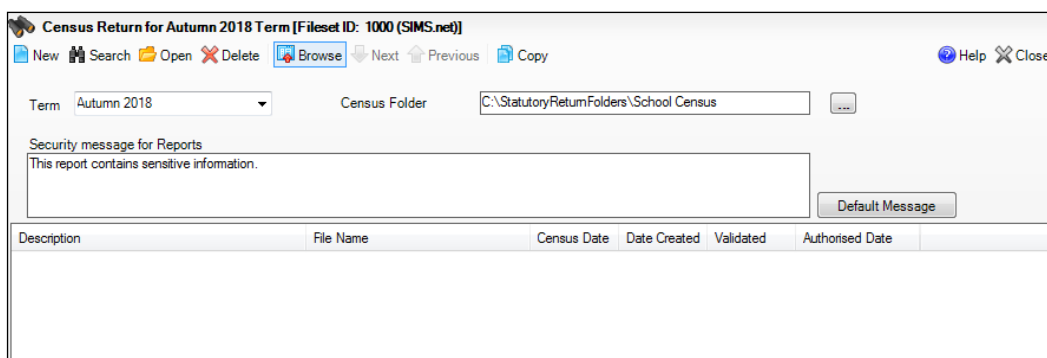 Census Return for Autumn 2018 Term [Fileset ID: 1000 (SIMS.net)]
New Search Open Delete Browse Next Previous Copy Help Close
Term Autumn 2018 Census Folder C:\StatutoryReturnFolders\School Census ...
Security message for Reports
This report contains sensitive information.
Default Message
Description File Name Census Date Date Created Validated Authorised Date